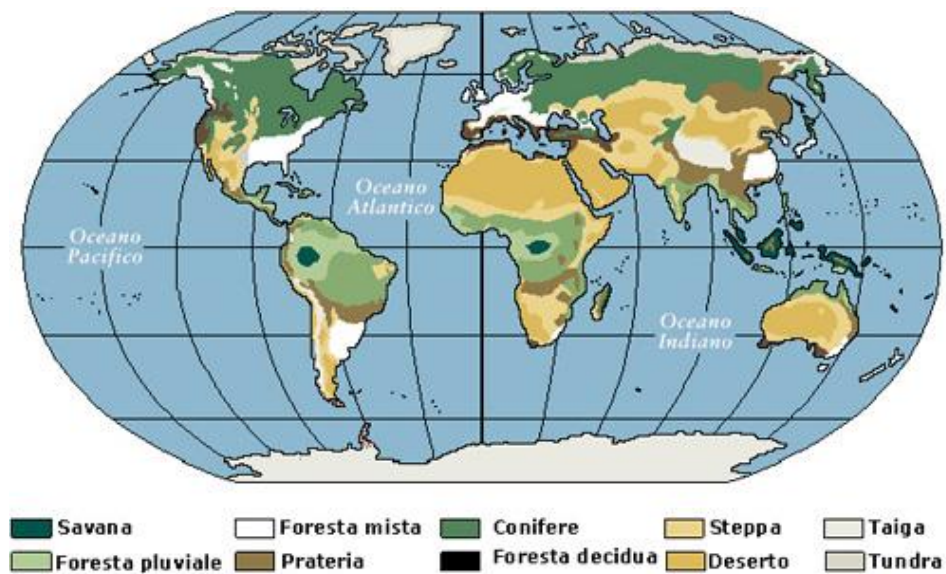 Oceano
Atlantico
Oceano
Pacifico
Oceano
Indiano
Savana
Foresta mista
Conifere
Steppa
Taiga
Foresta pluviale
Prateria
Foresta decidua
Deserto
Tundra